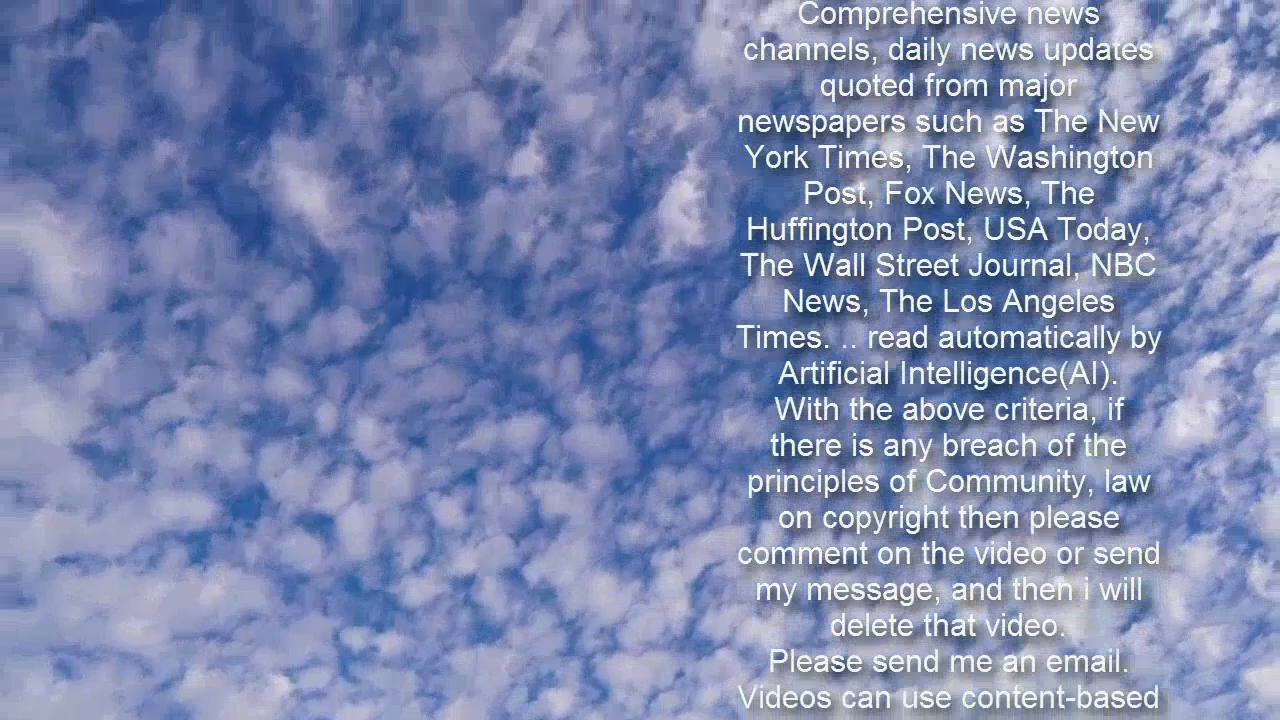 Comprehensive news
channels, daily news updates
quoted from major
newspapers such as The New
York Times, The Washington
Post, Fox News, The
Huffington Post, USA Today,
The Wall Street Journal, NBC
News, The Los Angeles
Times. .. read automatically by
Artificial Intelligence(AI).
With the above criteria, if
there is any breach of the
principles of Community, law
on copyright then please
comment on the video or send
my message, and then i will
delete that video.
Please send me an email.
Videos can use content-based